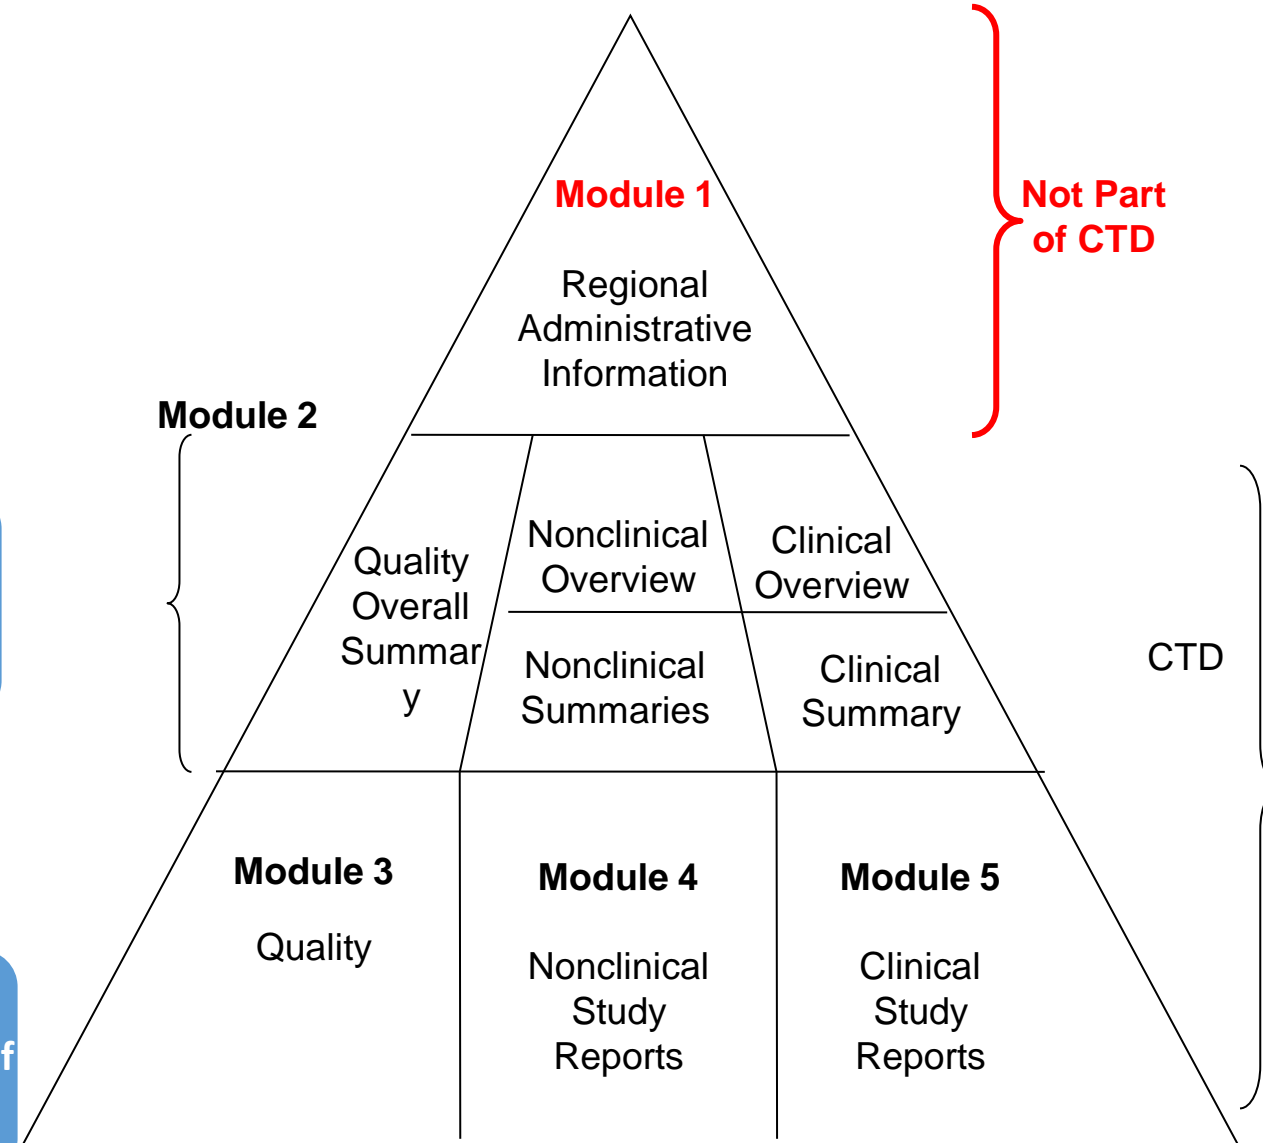 Module 1
Not Part
of CTD
Regional
Administrative
Information
Module 2
Quality
Overall
Summar
y
Nonclinical
Overview
Clinical
Overview
Nonclinical
Summaries
Clinical
Summary
CTD
Module 3
Quality
Module 4
Nonclinical
Study
Reports
Module 5
Clinical
Study
Reports
f